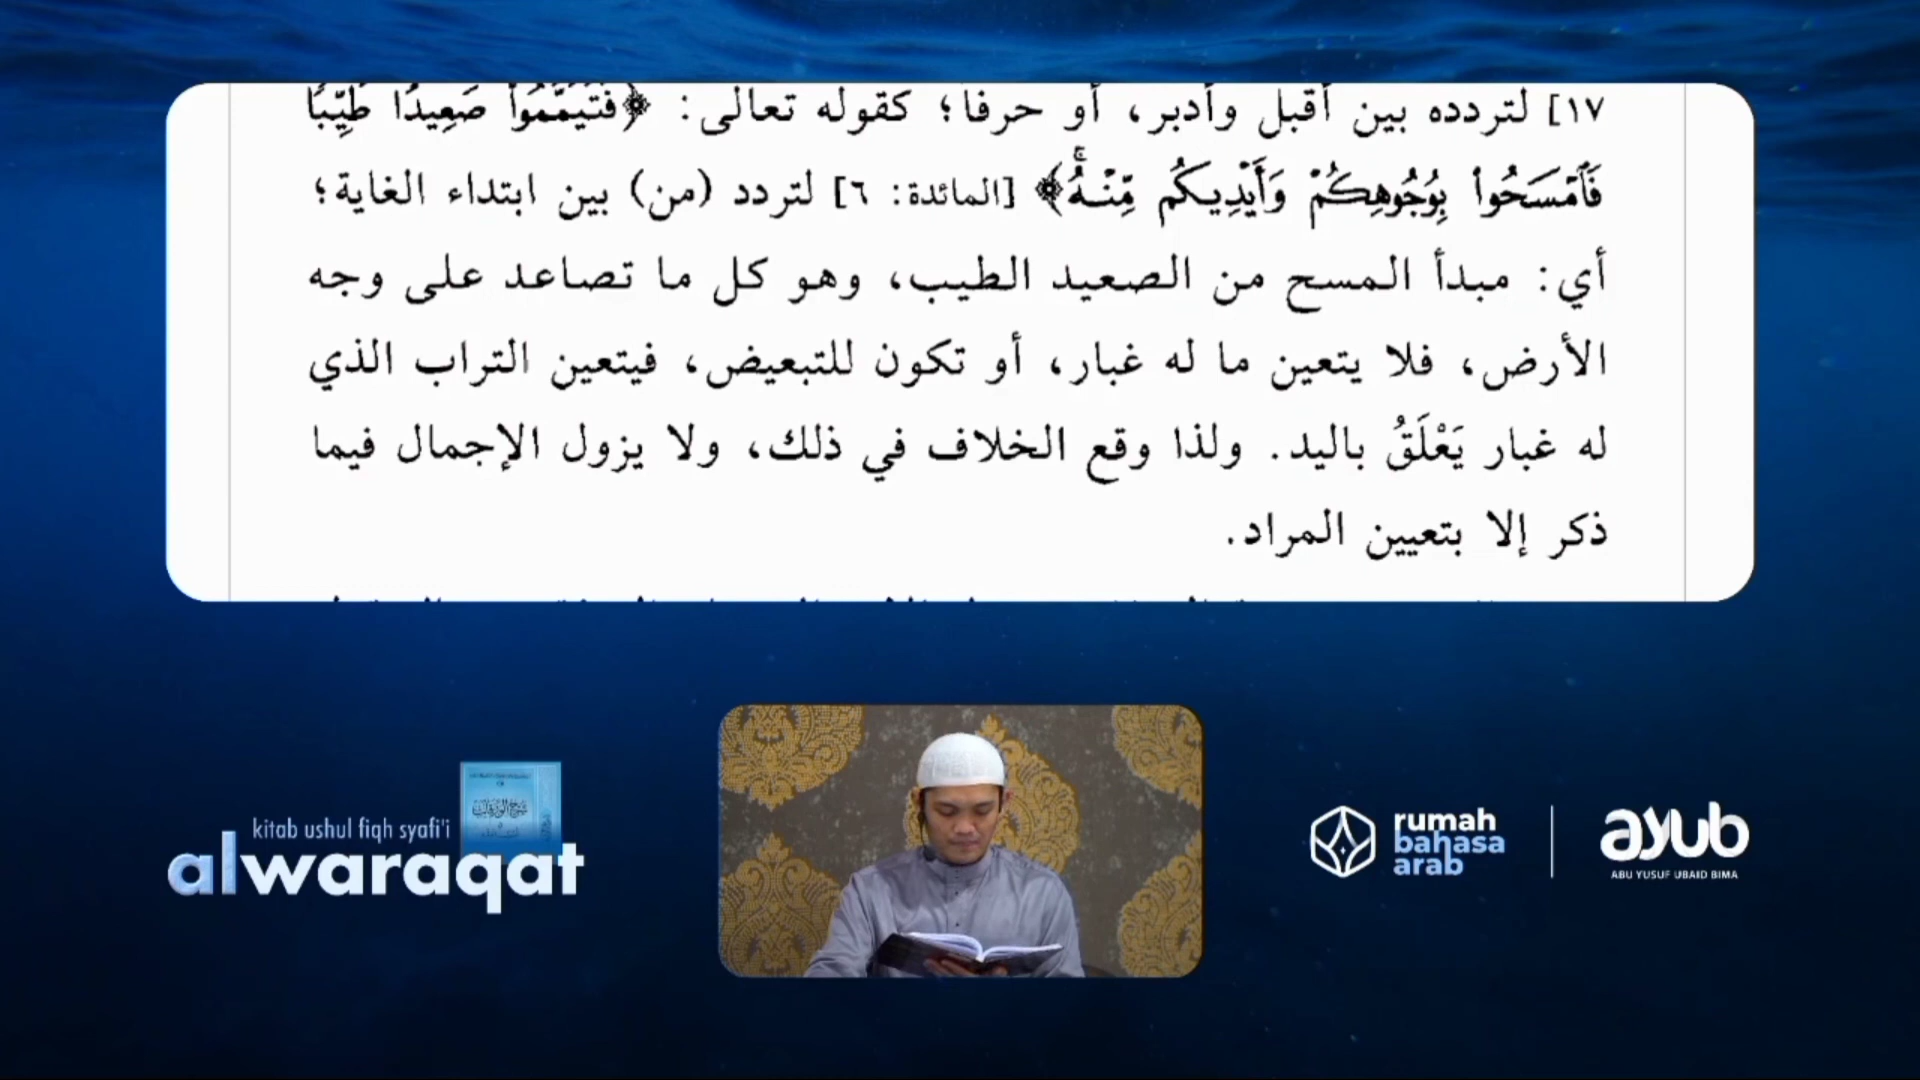 ١٧] لتردده بين أقبل وأدبر، أو حرفا؛ كقوله تعالى: ﴿فَتَيَمَّمُوا۟ صَعِيدًا طَيِّبًا
فَٱمْسَحُوا۟ بِوُجُوهِكُمْ وَأَيْدِيكُم مِّنْهُۚ﴾ [المائدة: ٦] لتردد (من) بين ابتداء الغاية؛
أي: مبدأ المسح من الصعيد الطيب، وهو كل ما تصاعد على وجه
الأرض، فلا يتعين ما له غبار، أو تكون للتبعيض، فيتعين التراب الذي
له غبار يَعْلَقُ باليد. ولذا وقع الخلاف في ذلك، ولا يزول الإجمال فيما
ذكر إلا بتعيين المراد.
kitab ushul fiqh syafi'i
alwaraqat
rumah
bahasa
arab
ayub
ABU YUSUF UBAID BIMA